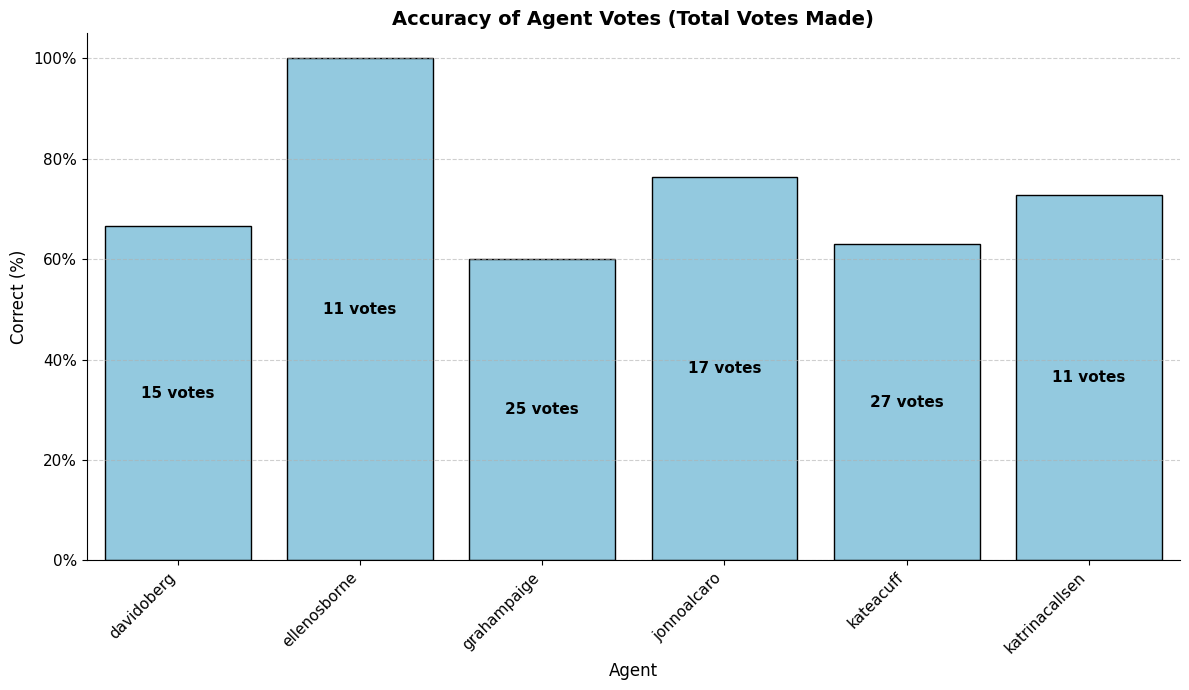 Accuracy of Agent Votes (Total Votes Made)
Correct (%)
100%
80%
60%
40%
20%
0%
15 votes
11 votes
25 votes
17 votes
27 votes
11 votes
davidoberg
ellenosborne
grahampaige
jonnoalcaro
kateacuff
katrinacallsen
Agent